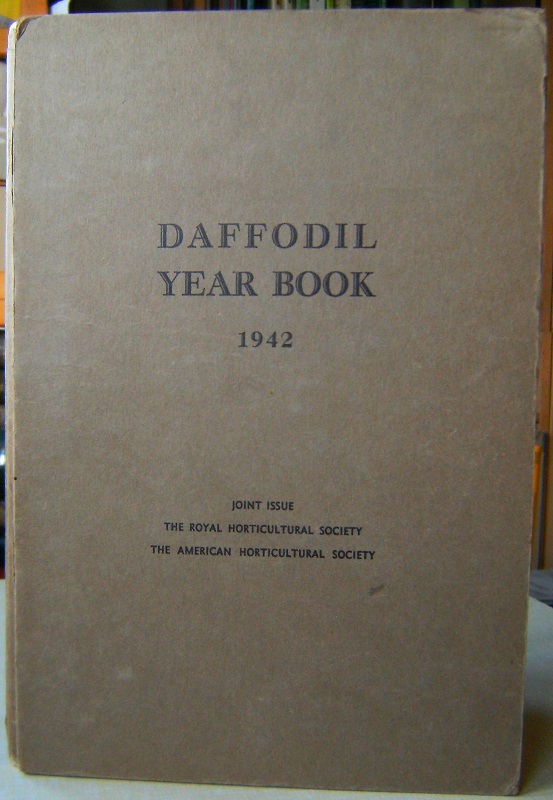 DAFFODIL
YEAR BOOK
1942
JOINT ISSUE
THE ROYAL HORTICULTURAL SOCIETY
THE AMERICAN HORTICULTURAL SOCIETY